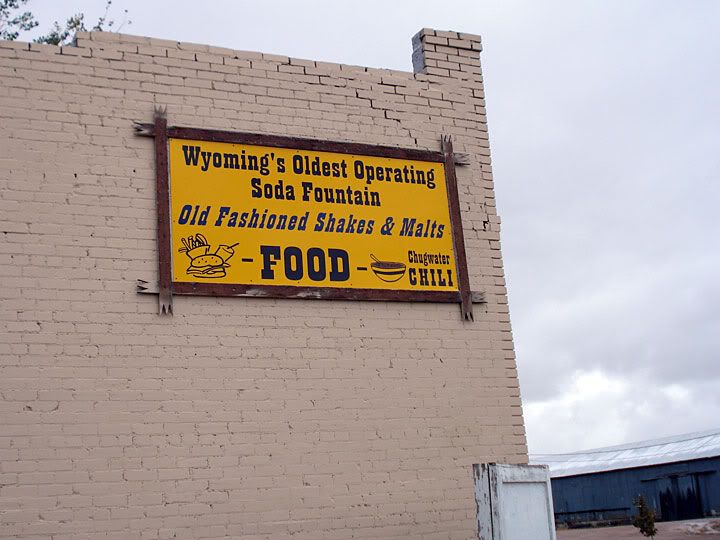 Wyoming's Oldest Operating
Soda Fountain
Old Fashioned Shakes & Malts
- FOOD -
Chugwater
CHILI